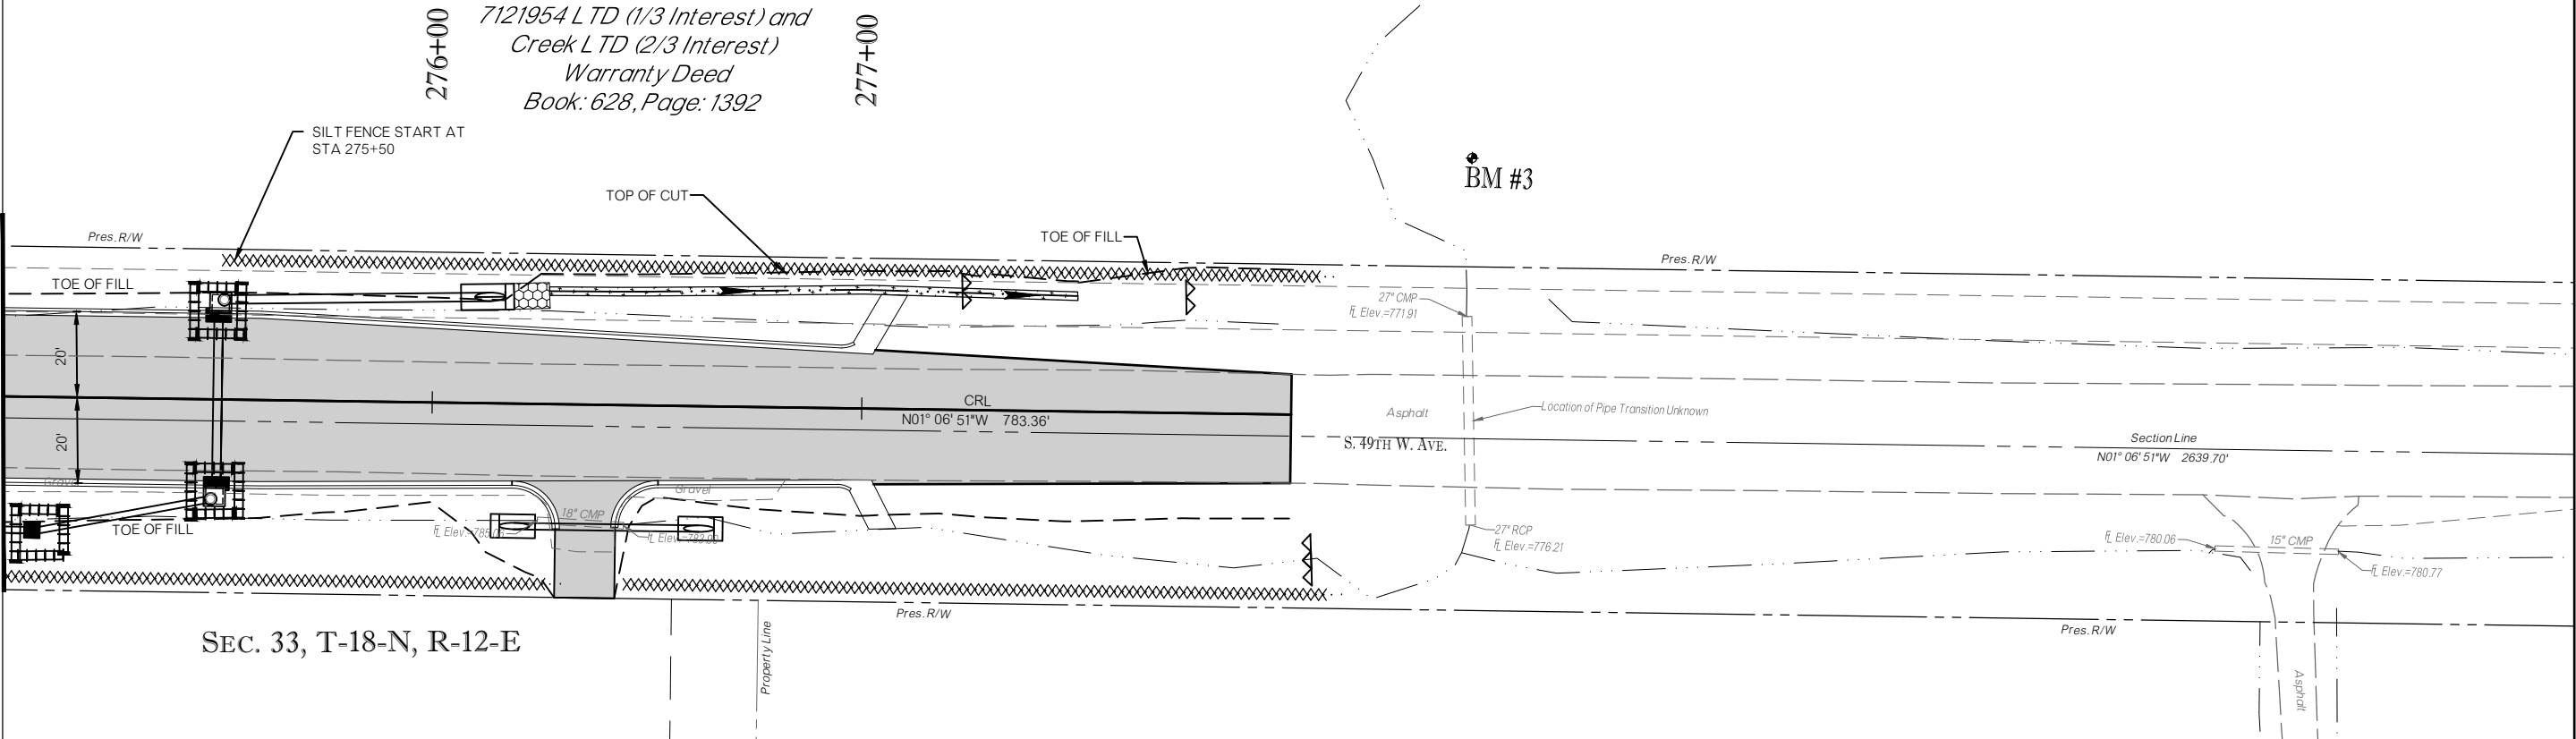 276+00
7121954 LTD (1/3 Interest) and
Creek LTD (2/3 Interest)
Warranty Deed
Book: 628, Page: 1392
277+00
SILT FENCE START AT
STA 275+50
TOP OF CUT
TOE OF FILL
BM #3
Pres. R/W
Pres. R/W
TOE OF FILL
27" CMP
FL Elev.=771.91
20'
20'
CRL
N01° 06' 51"W 783.36'
Asphalt
Location of Pipe Transition Unknown
S. 49TH W. AVE.
Section Line
N01° 06' 51"W 2639.70'
Gravel
Gravel
18" CMP
TOE OF FILL
27" RCP
FL Elev.=776.21
FL Elev.=780.06
15" CMP
FL Elev.=780.77
Pres. R/W
Pres. R/W
SEC. 33, T-18-N, R-12-E
Property Line
Asphalt